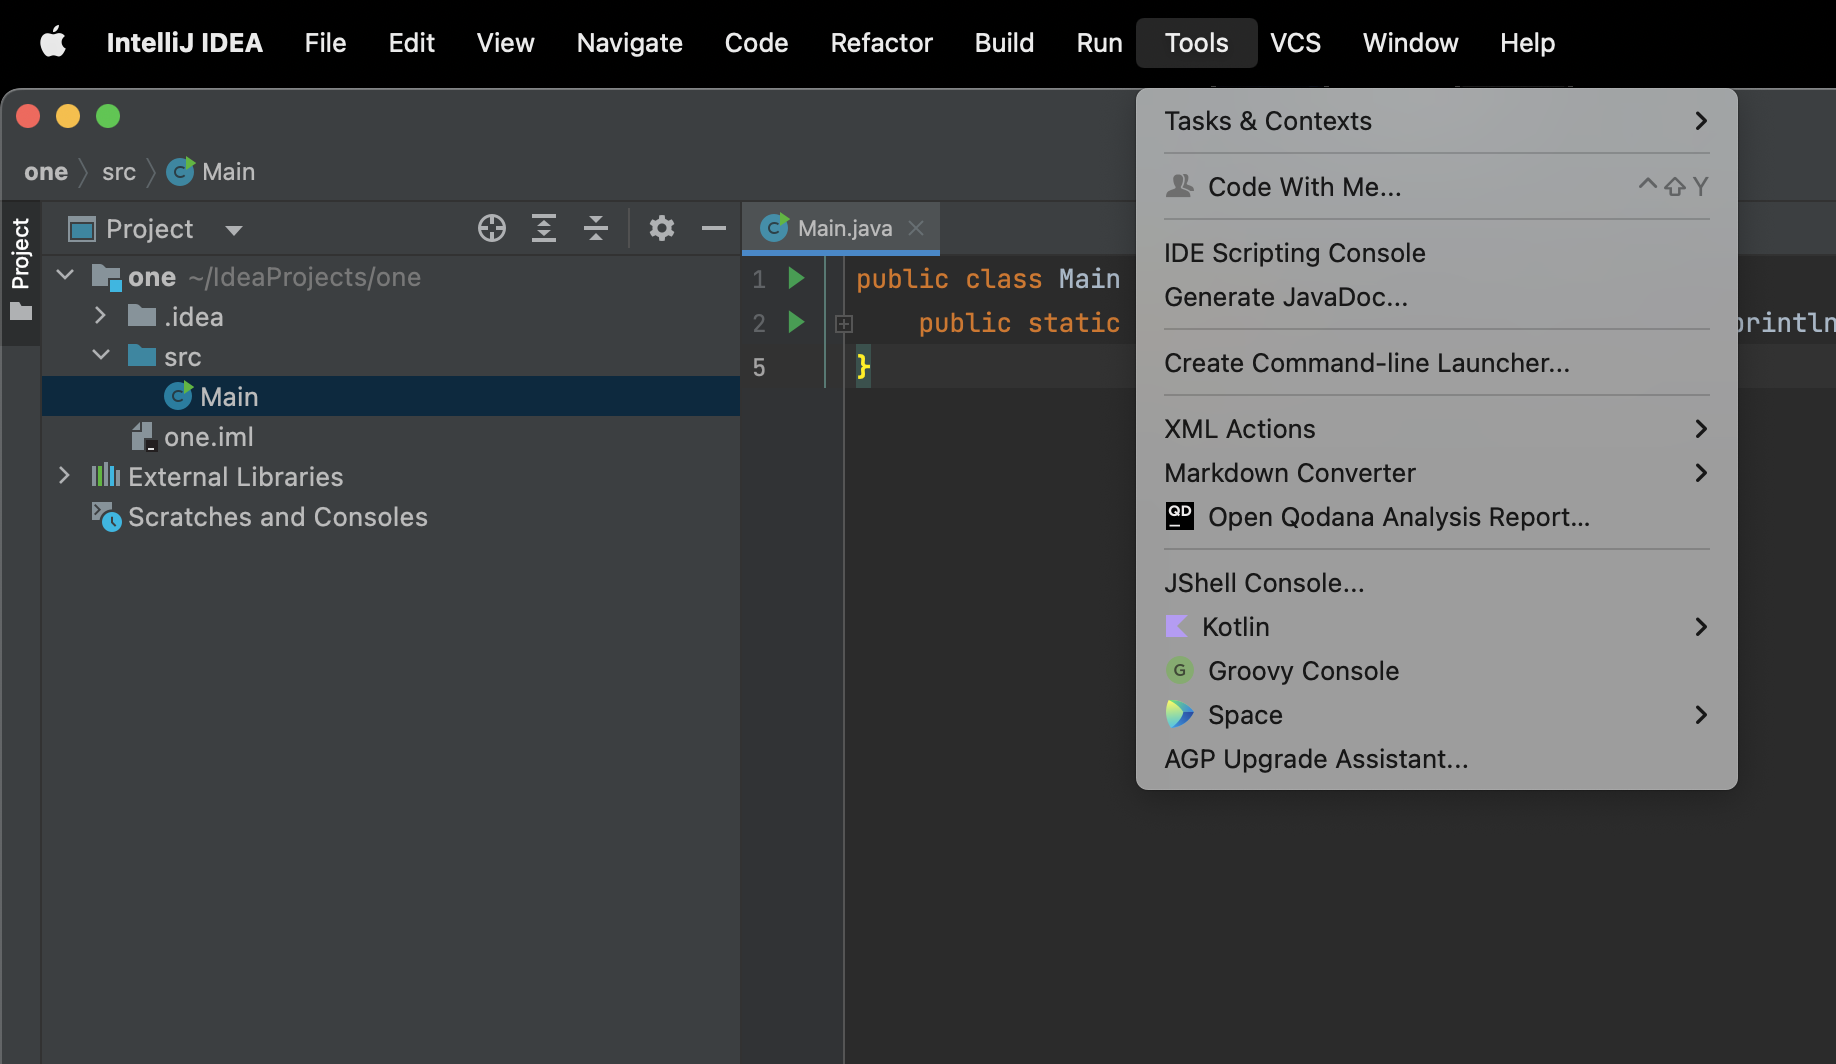 IntelliJ IDEA File Edit View Navigate Code Refactor Build Run Tools VCS Window Help
one src Main
Project
Project
one ~/IdeaProjects/one
.idea
src
Main
one.iml
External Libraries
Scratches and Consoles
Main.java
1 public class Main
2 public static println
5 }
Tasks & Contexts
Code With Me... ^⇧Y
IDE Scripting Console
Generate JavaDoc...
Create Command-line Launcher...
XML Actions
Markdown Converter
QD Open Qodana Analysis Report...
JShell Console...
Kotlin
G Groovy Console
Space
AGP Upgrade Assistant...